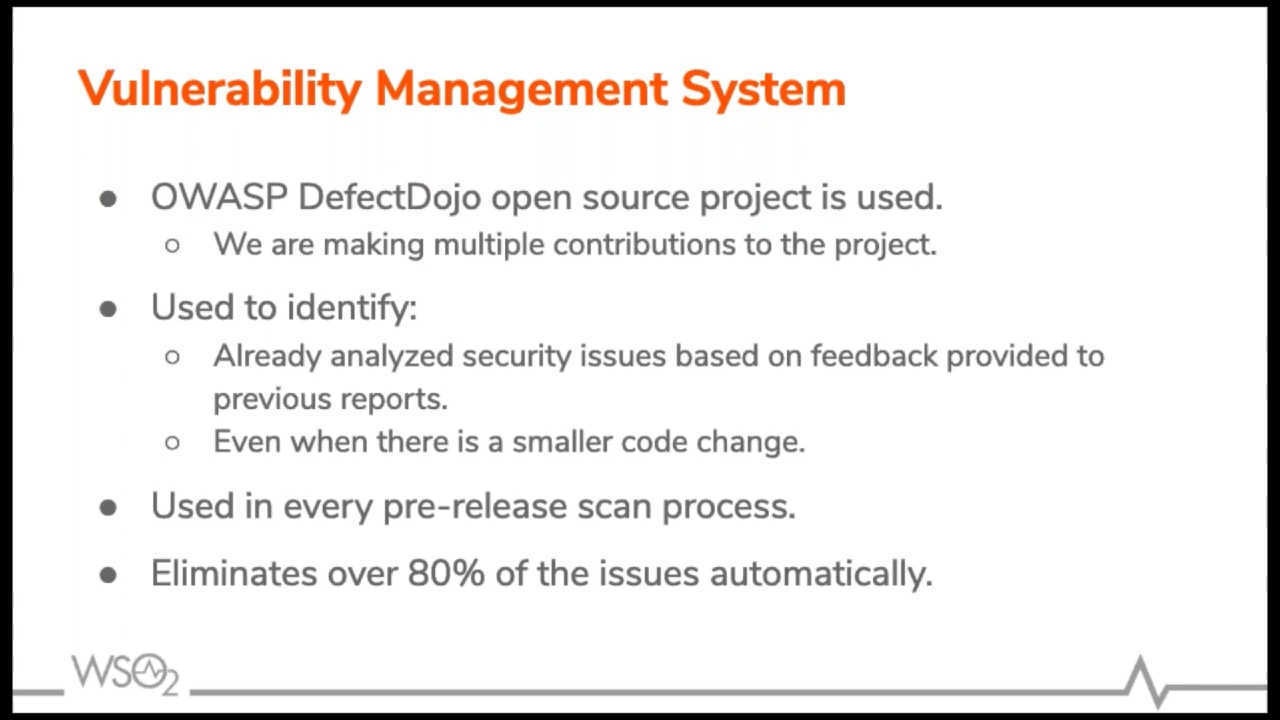 Vulnerability Management System
● OWASP DefectDojo open source project is used.
○ We are making multiple contributions to the project.
● Used to identify:
○ Already analyzed security issues based on feedback provided to
previous reports.
○ Even when there is a smaller code change.
● Used in every pre-release scan process.
● Eliminates over 80% of the issues automatically.
WSO2